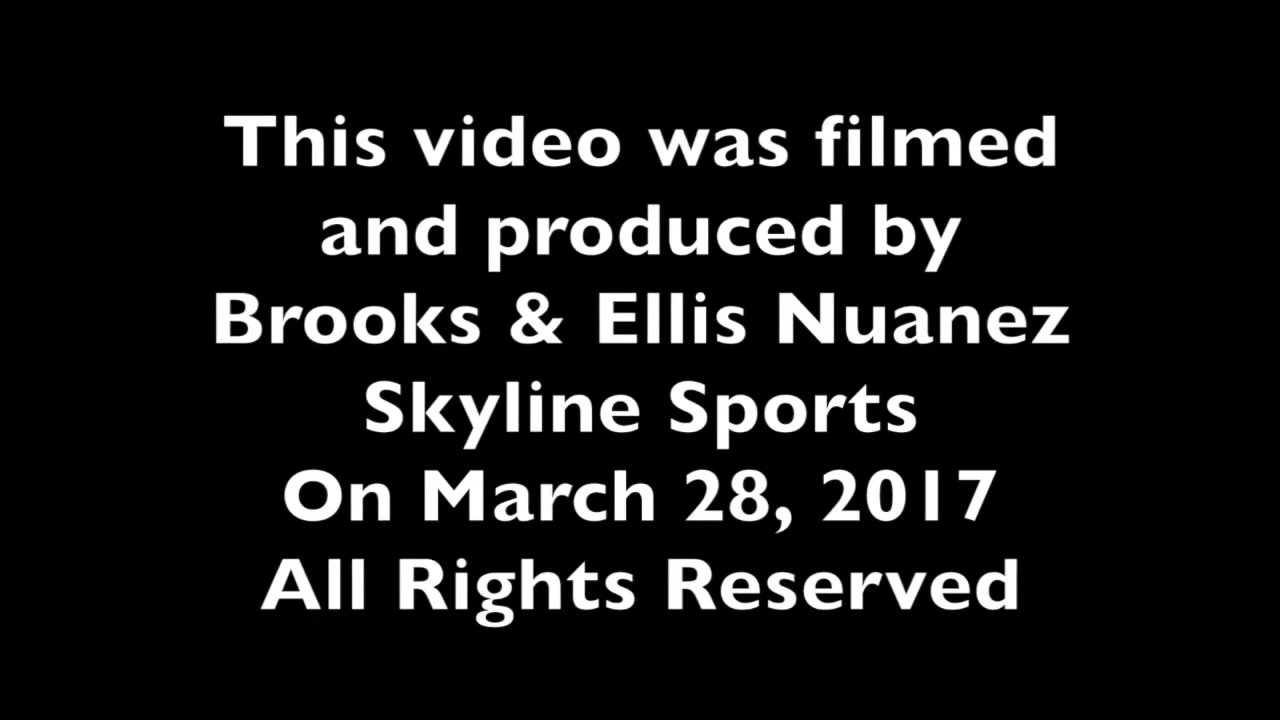 This video was filmed
and produced by
Brooks & Ellis Nuanez
Skyline Sports
On March 28, 2017
All Rights Reserved